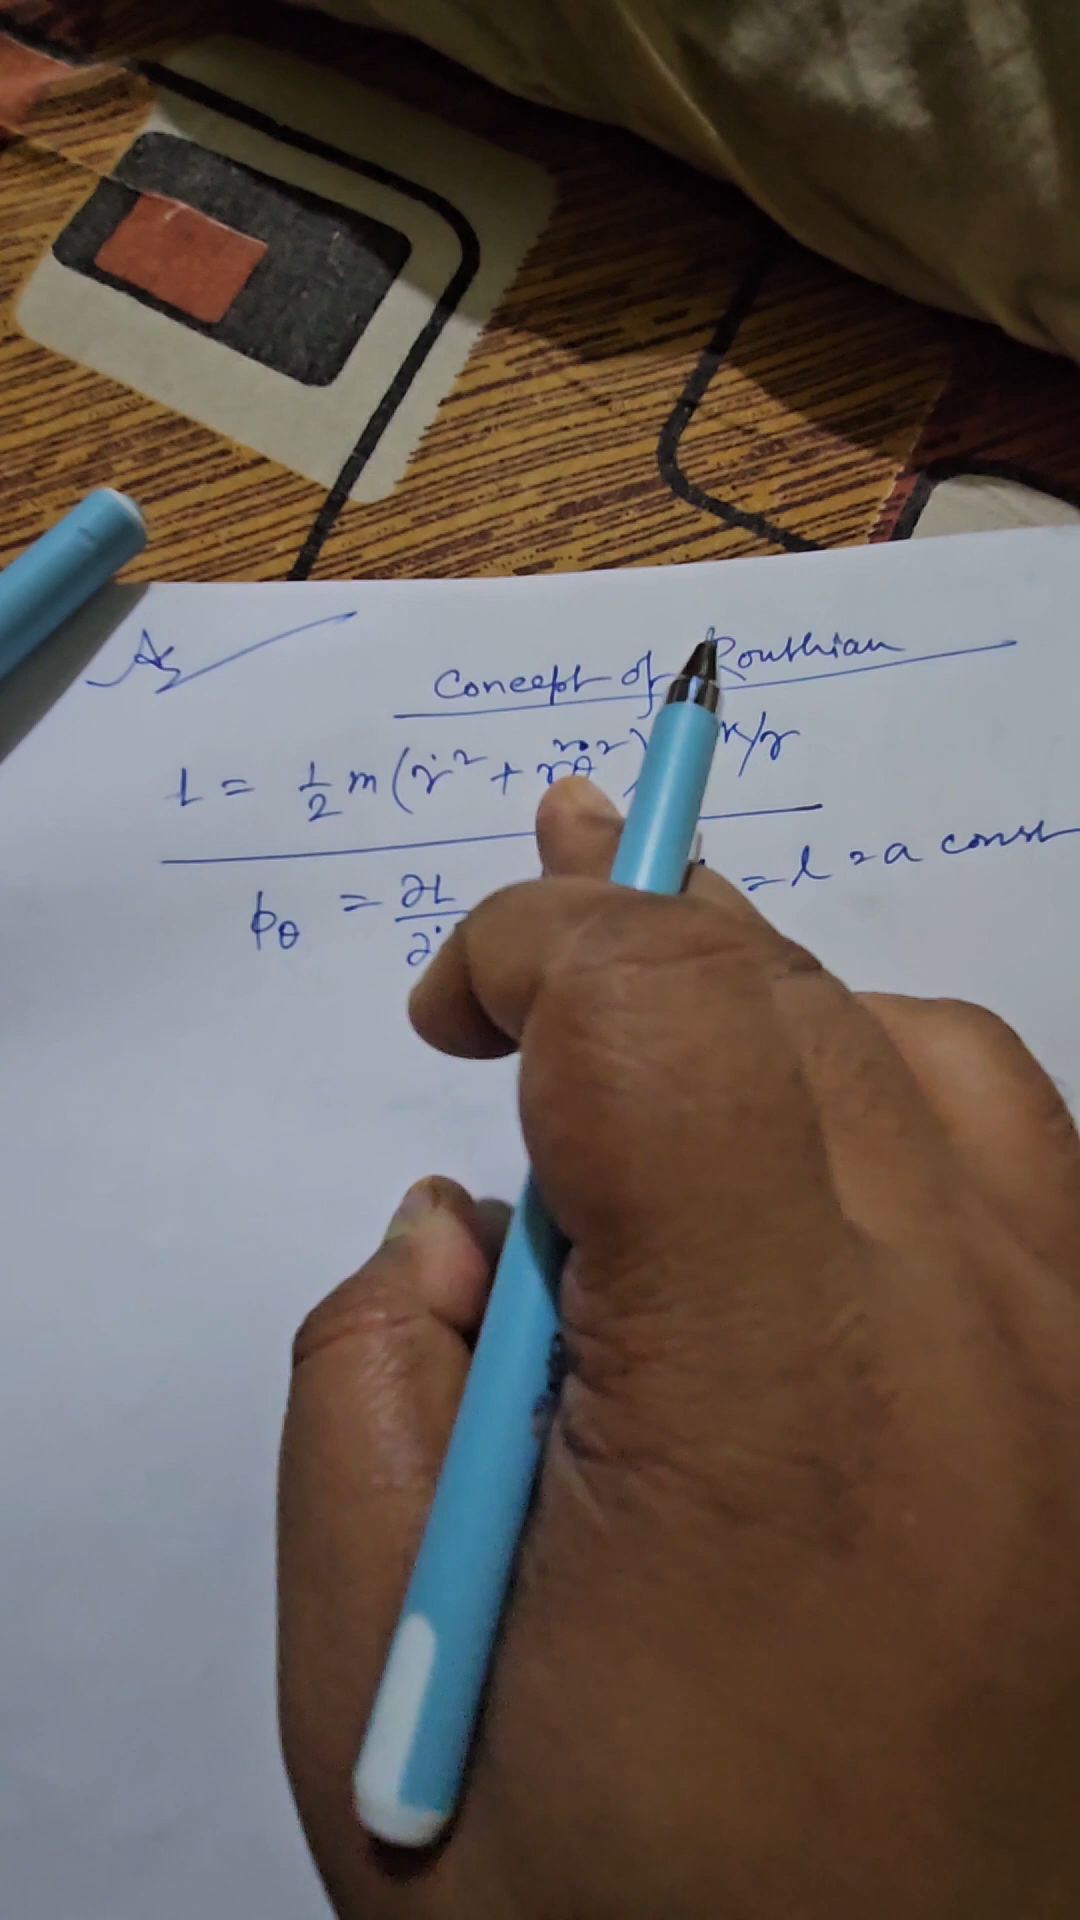 Concept of Routhian
L = 1/2 m (ṙ² + r²θ̇²) K/r
pθ = ∂L/∂ = l = a const